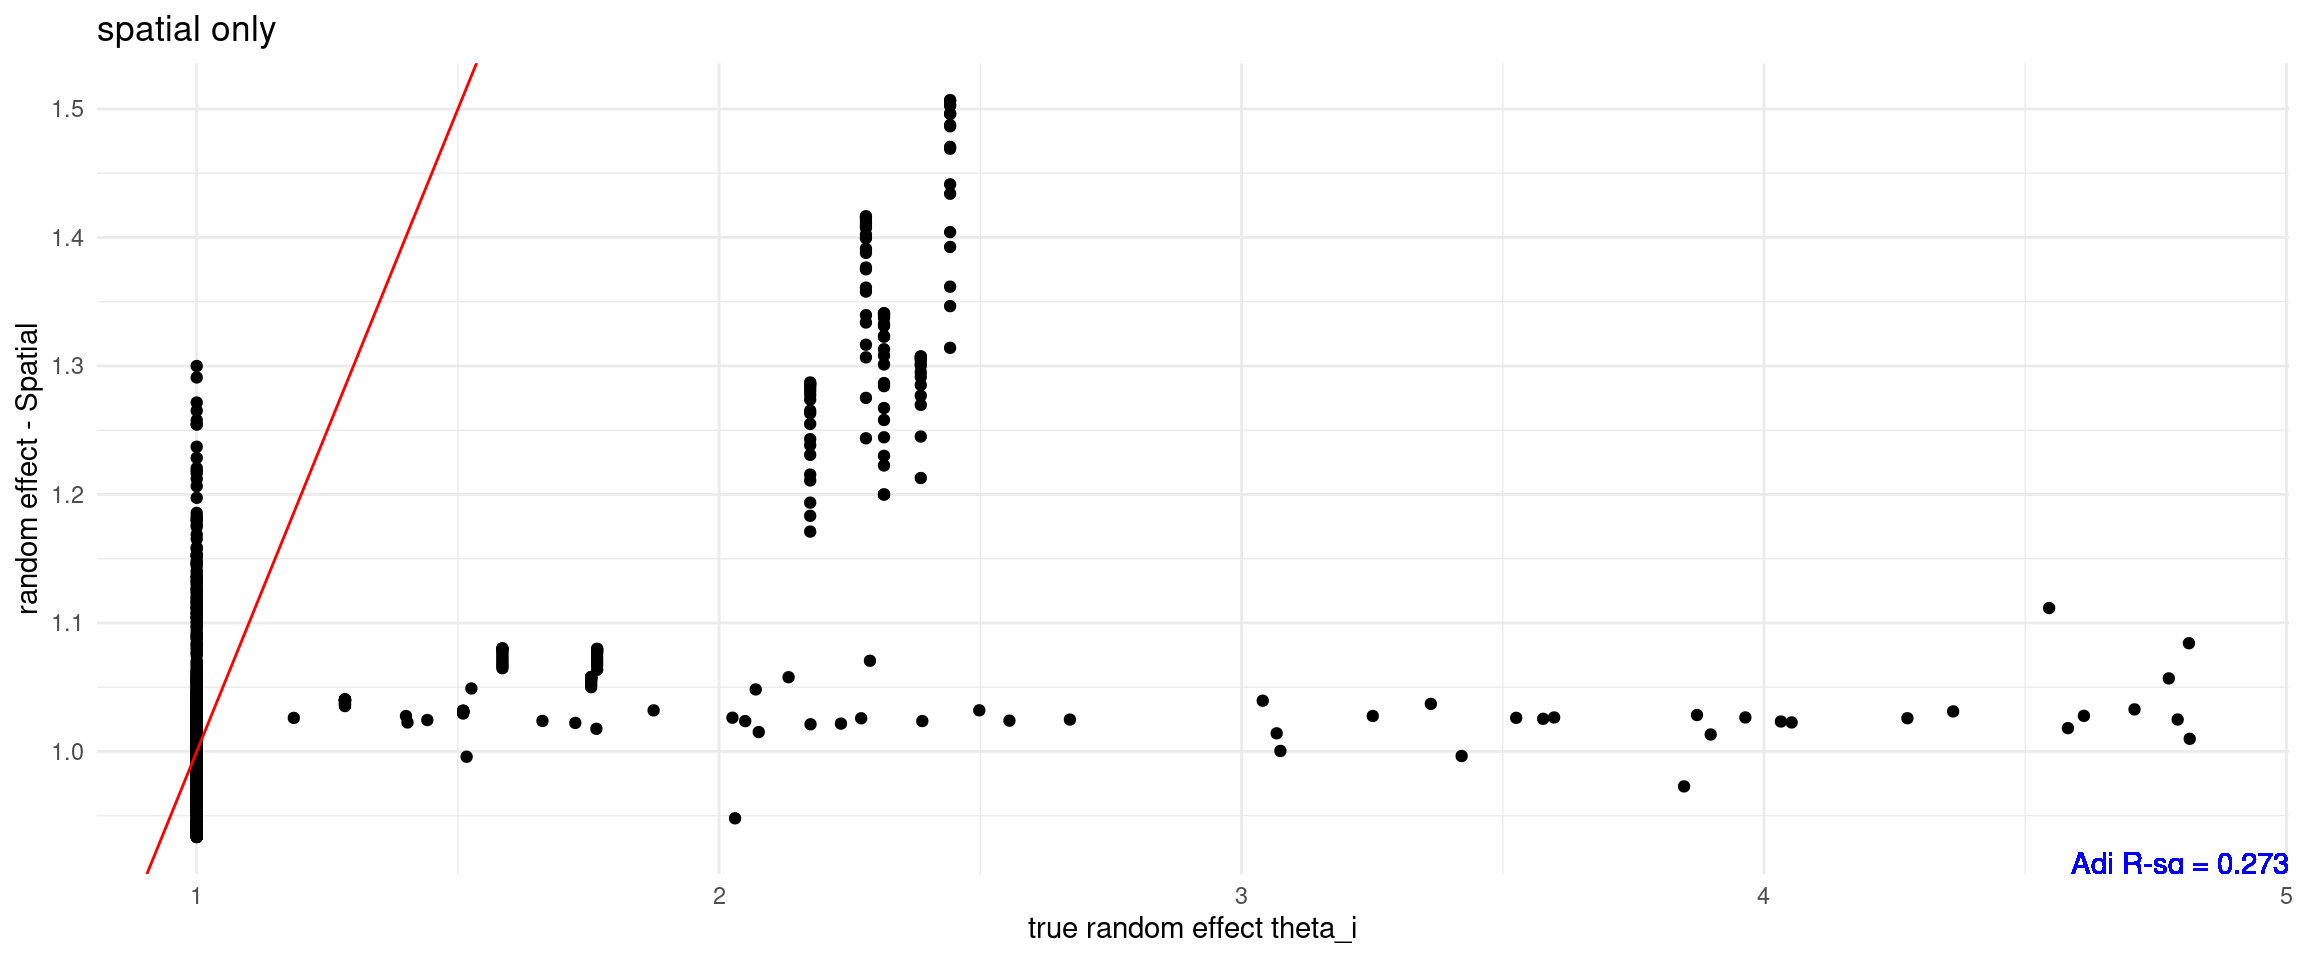 spatial only
random effect - Spatial
1.5
1.4
1.3
1.2
1.1
1.0
1 2 3 4 5
true random effect theta_i
Adj R-sq = 0.273